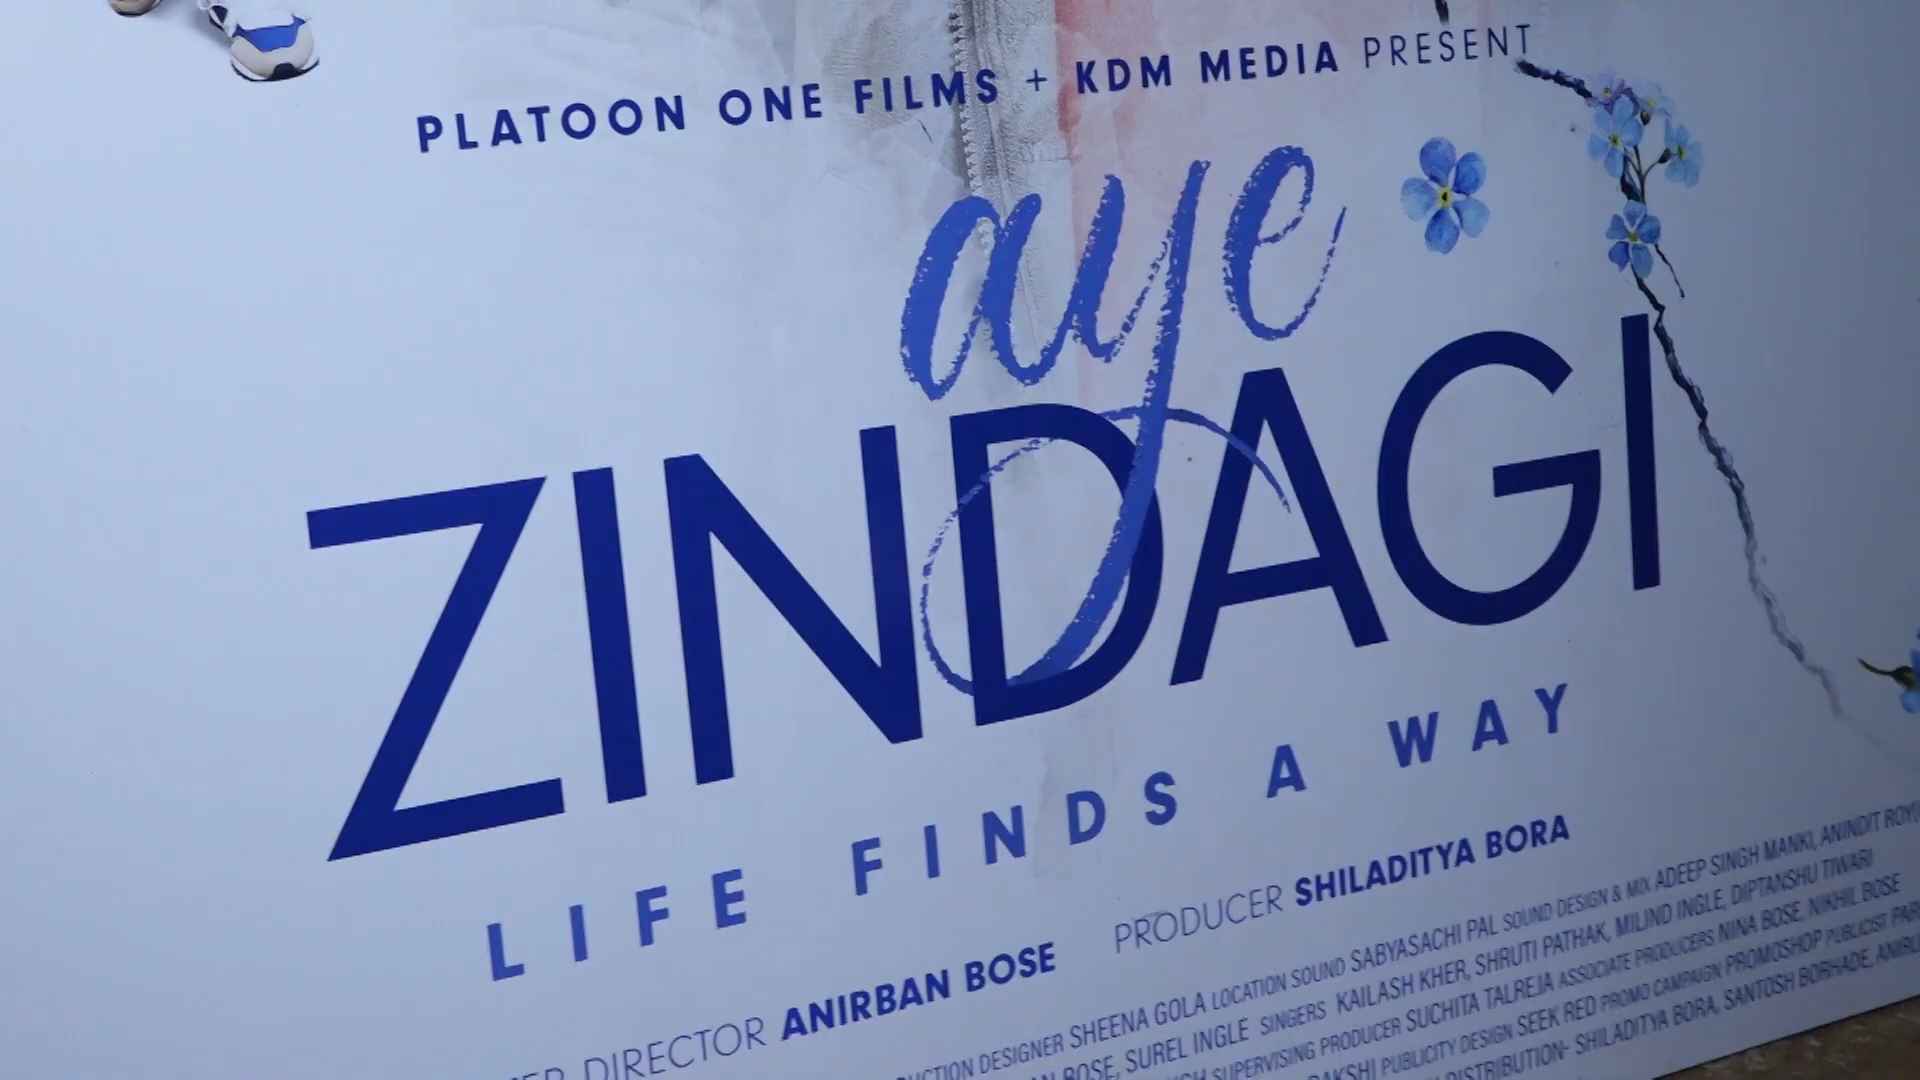 PLATOON ONE FILMS + KDM MEDIA PRESENT
aye
ZINDAGI
LIFE FINDS A WAY
DIRECTOR ANIRBAN BOSE PRODUCER SHILADITYA BORA
DESIGNER SHEENA GOLA LOCATION SOUND SABYASACHI PAL SOUND DESIGN & MIX ADEEP SINGH MANKI, ANINDIT ROY
BOSE, SUREL INGLE SINGERS KAILASH KHER, SHRUTI PATHAK, MILIND INGLE, DIPTANSHU TIWARI
SUPERVISING PRODUCER SUCHITA TALREJA ASSOCIATE PRODUCERS NINA BOSE, NIKHIL BOSE
PUBLICITY DESIGN SEEK RED PROMO CAMPAIGN PROMOSHOP PUBLICIST
DISTRIBUTION- SHILADITYA BORA, SANTOSH BORHADE,